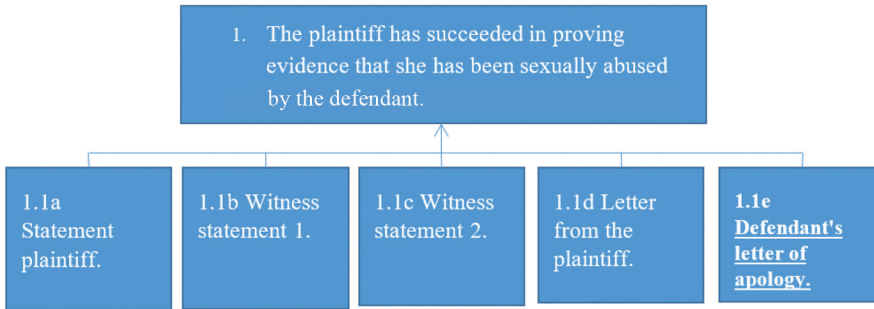 1. The plaintiff has succeeded in proving
evidence that she has been sexually abused
by the defendant.
1.1a
Statement
plaintiff.
1.1b Witness
statement 1.
1.1c Witness
statement 2.
1.1d Letter
from the
plaintiff.
1.1e
Defendant's
letter of
apology.